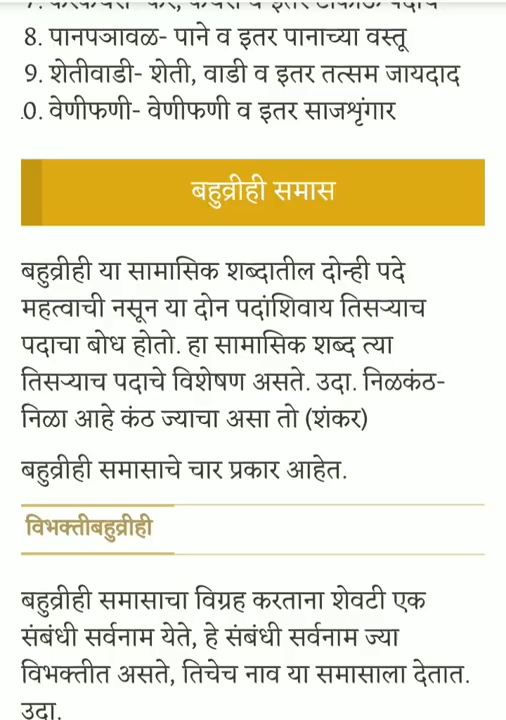 8. पानपञावळ- पाने व इतर पानाच्या वस्तू
9. शेतीवाडी- शेती, वाडी व इतर तत्सम जायदाद
0. वेणीफणी- वेणीफणी व इतर साजशृंगार
बहुव्रीही समास
बहुव्रीही या सामासिक शब्दातील दोन्ही पदे
महत्वाची नसून या दोन पदांशिवाय तिसऱ्याच
पदाचा बोध होतो. हा सामासिक शब्द त्या
तिसऱ्याच पदाचे विशेषण असते. उदा. निळकंठ-
निळा आहे कंठ ज्याचा असा तो (शंकर)
बहुव्रीही समासाचे चार प्रकार आहेत.
विभक्तीबहुव्रीही
बहुव्रीही समासाचा विग्रह करताना शेवटी एक
संबंधी सर्वनाम येते, हे संबंधी सर्वनाम ज्या
विभक्तीत असते, तिचेच नाव या समासाला देतात.
उदा.